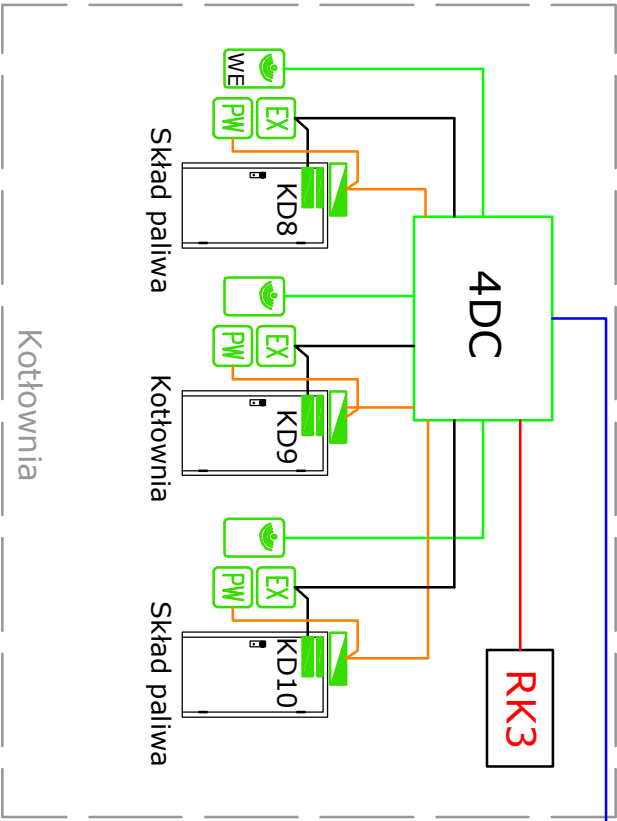 4DC
RK3
WE
EX
PW
KD8
Skład paliwa
EX
PW
KD9
Kotłownia
EX
PW
KD10
Skład paliwa
Kotłownia